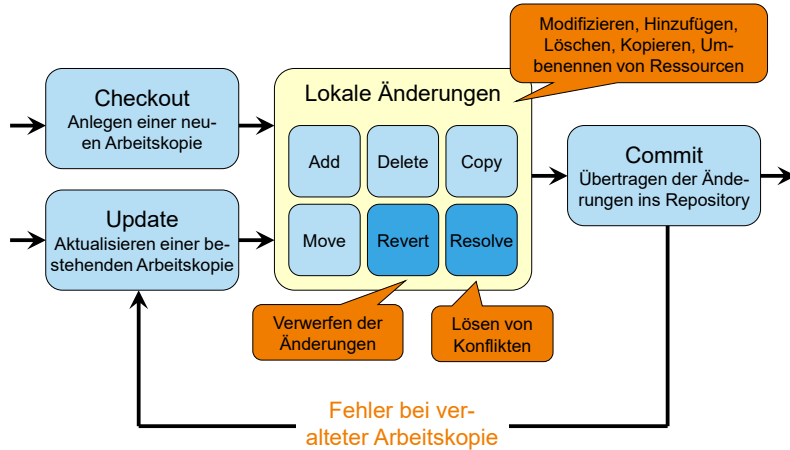 Modifizieren, Hinzufügen,
Löschen, Kopieren, Um-
benennen von Ressourcen
Checkout
Anlegen einer neu-
en Arbeitskopie
Lokale Änderungen
Add
Delete
Copy
Commit
Übertragen der Ände-
rungen ins Repository
Update
Aktualisieren einer be-
stehenden Arbeitskopie
Move
Revert
Resolve
Verwerfen der
Änderungen
Lösen von
Konflikten
Fehler bei ver-
alteter Arbeitskopie